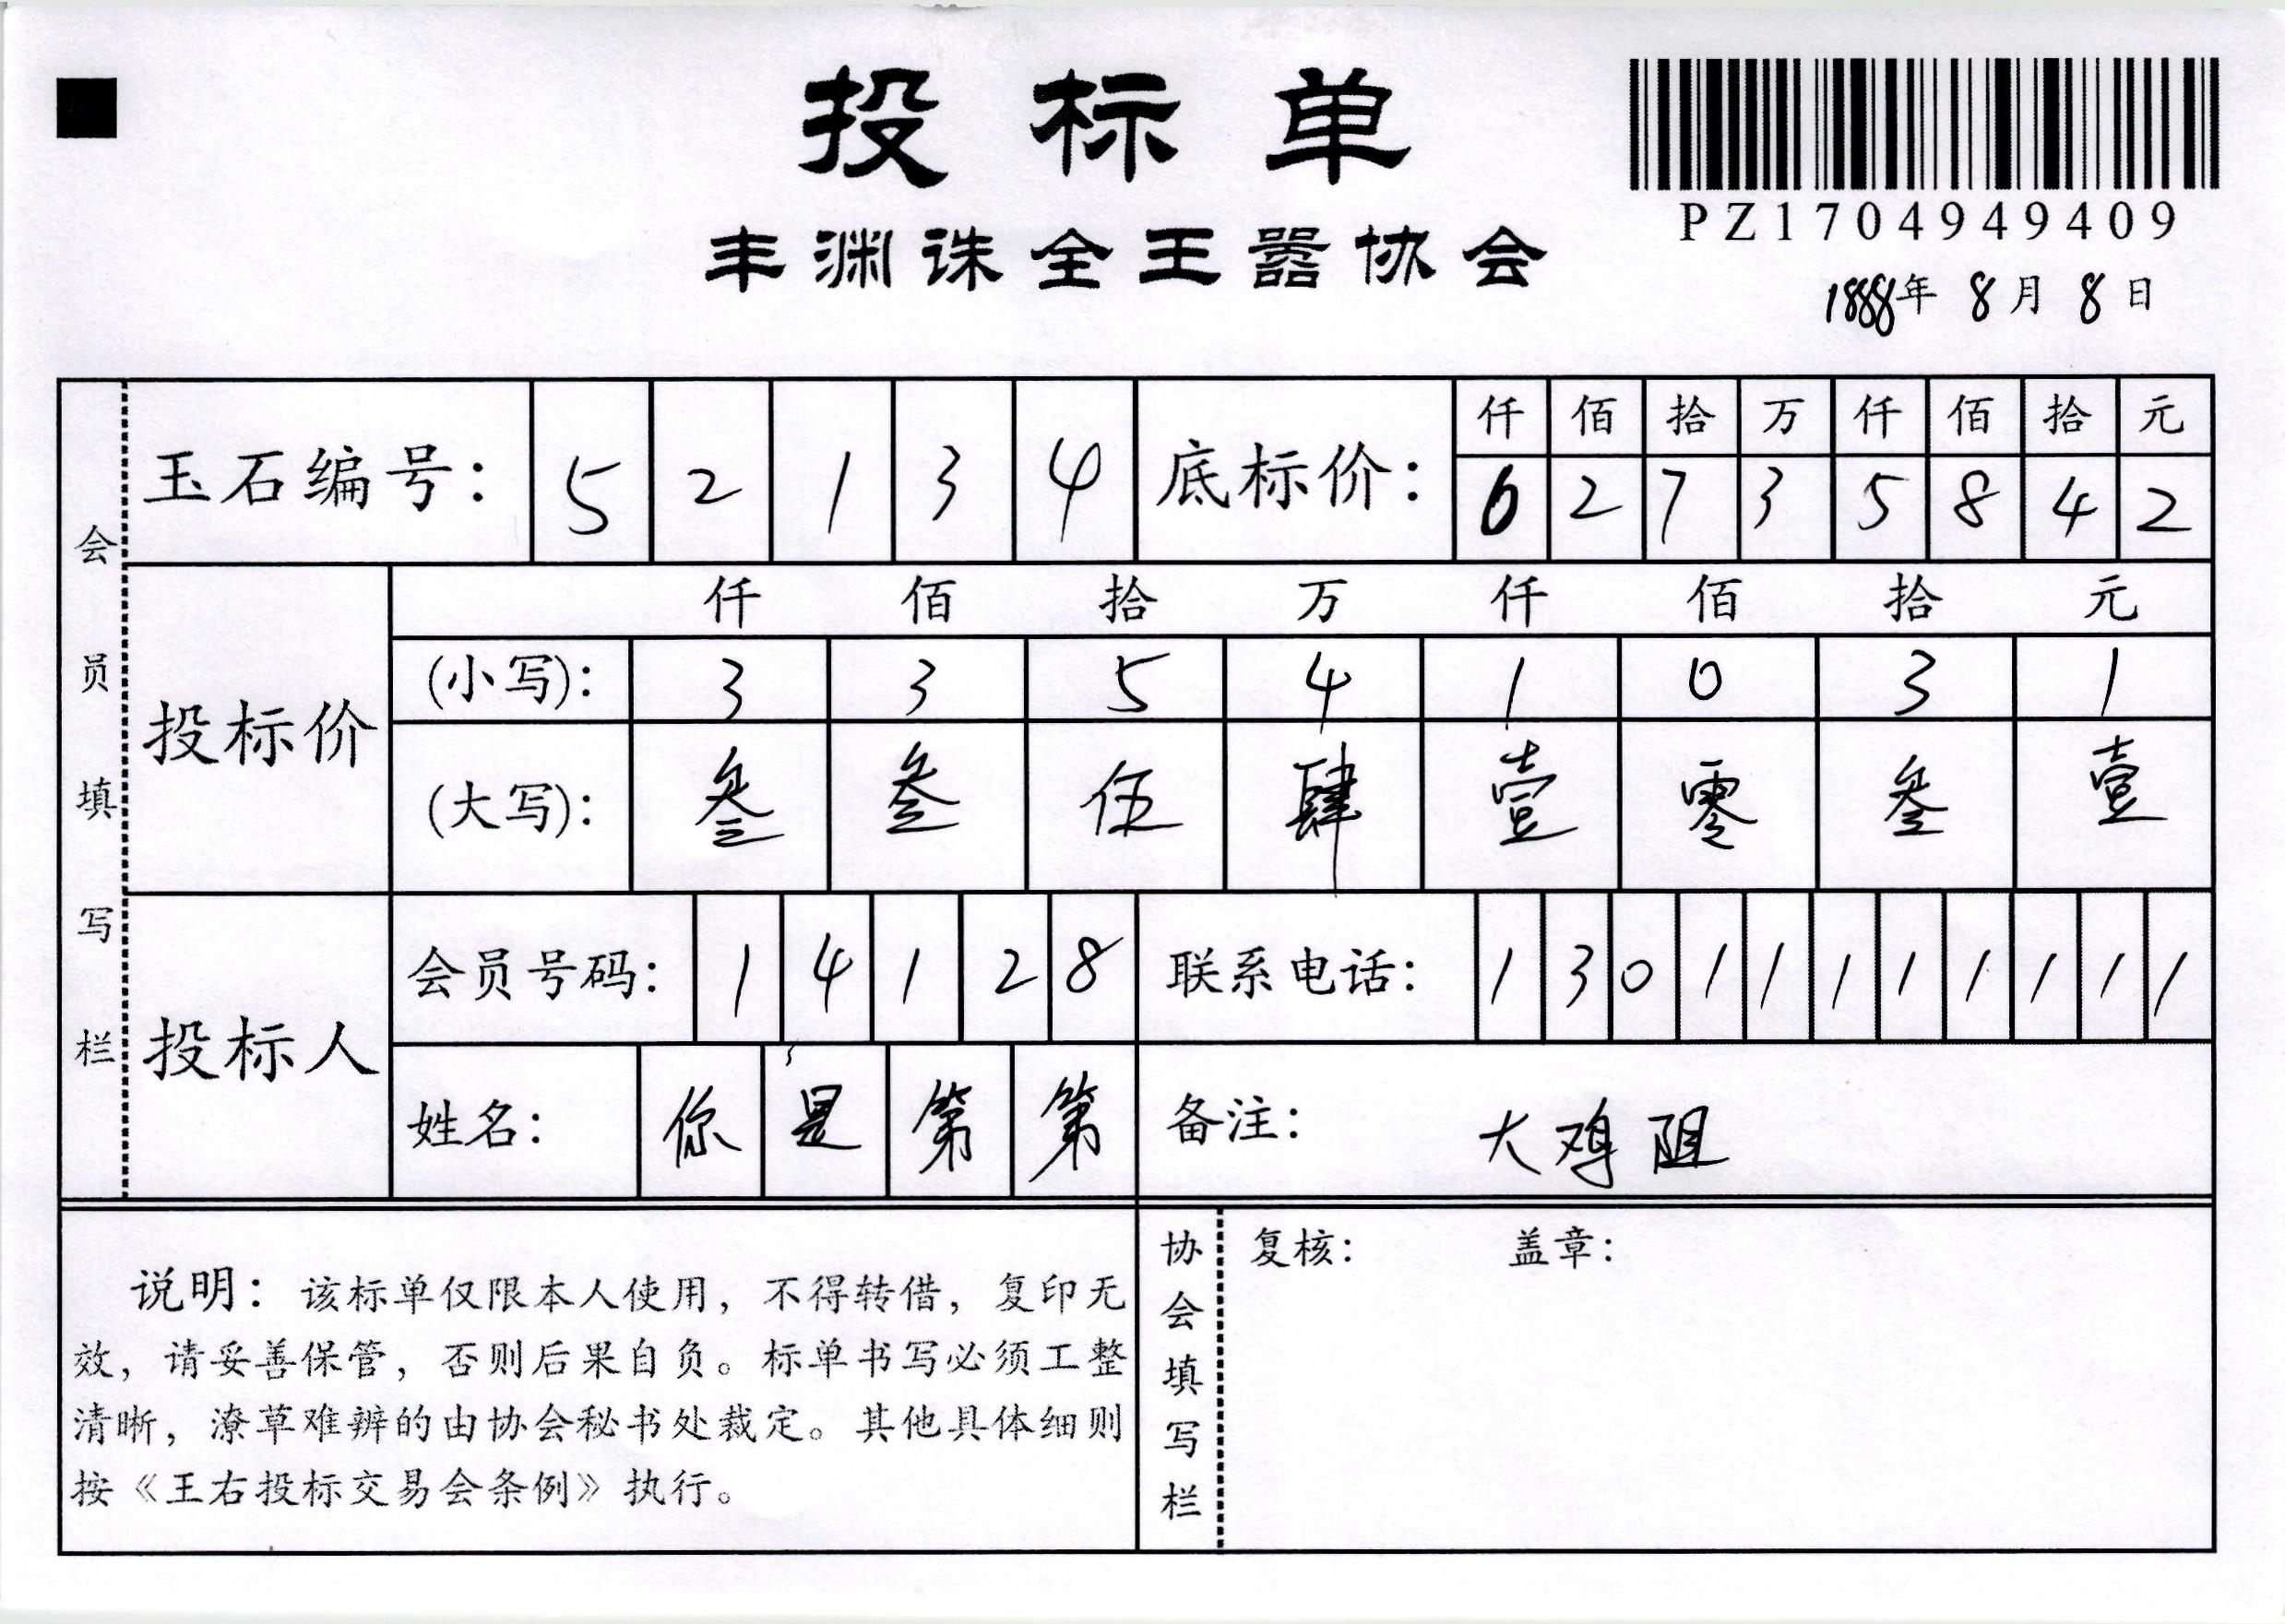 投标单
丰渊诛全王嚣协会
PZ1704949409
1888年 8月 8日
会员填写栏
玉石编号: 5 2 1 3 4
底标价: 仟 佰 拾 万 仟 佰 拾 元
6 2 7 3 5 8 4 2
投标价
仟 佰 拾 万 仟 佰 拾 元
(小写): 3 3 5 4 1 0 3 1
(大写): 叁 叁 伍 肆 壹 零 叁 壹
投标人
会员号码: 1 4 1 2 8
联系电话: 1 3 0 1 1 1 1 1 1 1 1
姓名: 你 是 第 第
备注: 大鸡阻
说明: 该标单仅限本人使用, 不得转借, 复印无
效, 请妥善保管, 否则后果自负。标单书写必须工整
清晰, 潦草难辨的由协会秘书处裁定。其他具体细则
按《王右投标交易会条例》执行。
协会填写栏
复核: 盖章: